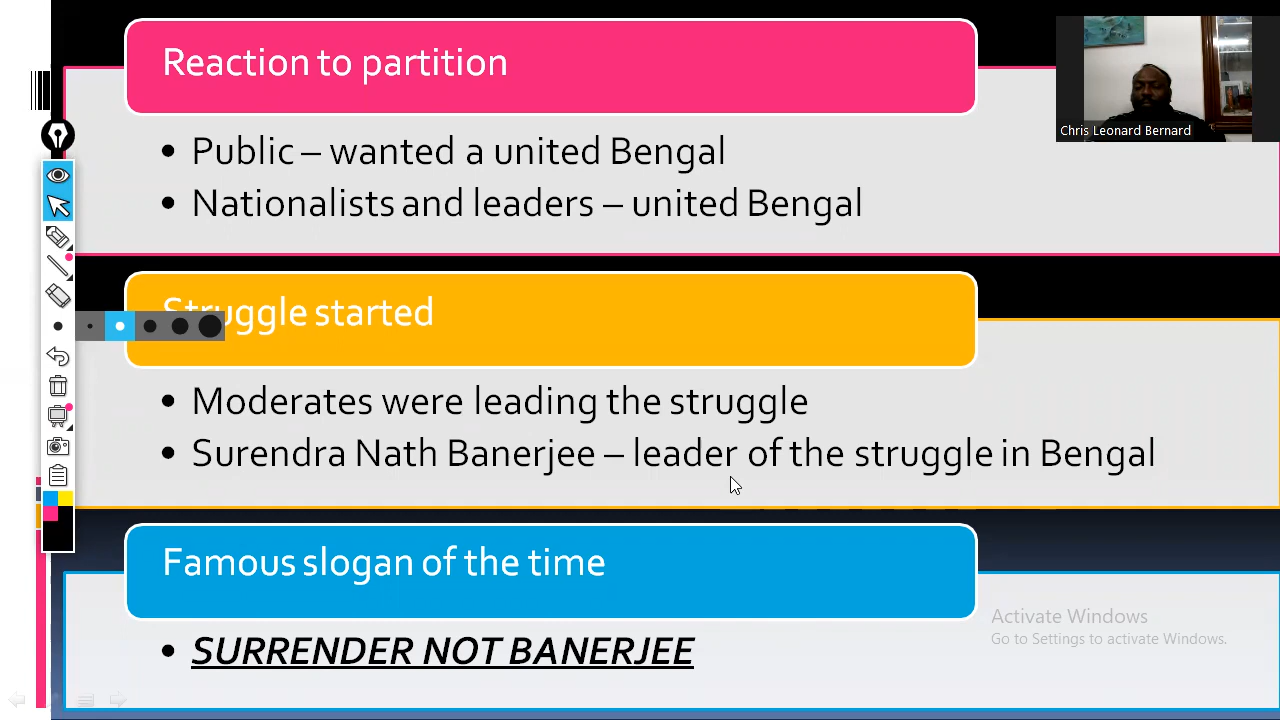 Reaction to partition
Chris Leonard Bernard
• Public – wanted a united Bengal
• Nationalists and leaders – united Bengal
Struggle started
• Moderates were leading the struggle
• Surendra Nath Banerjee – leader of the struggle in Bengal
Famous slogan of the time
• SURRENDER NOT BANERJEE
Activate Windows
Go to Settings to activate Windows.